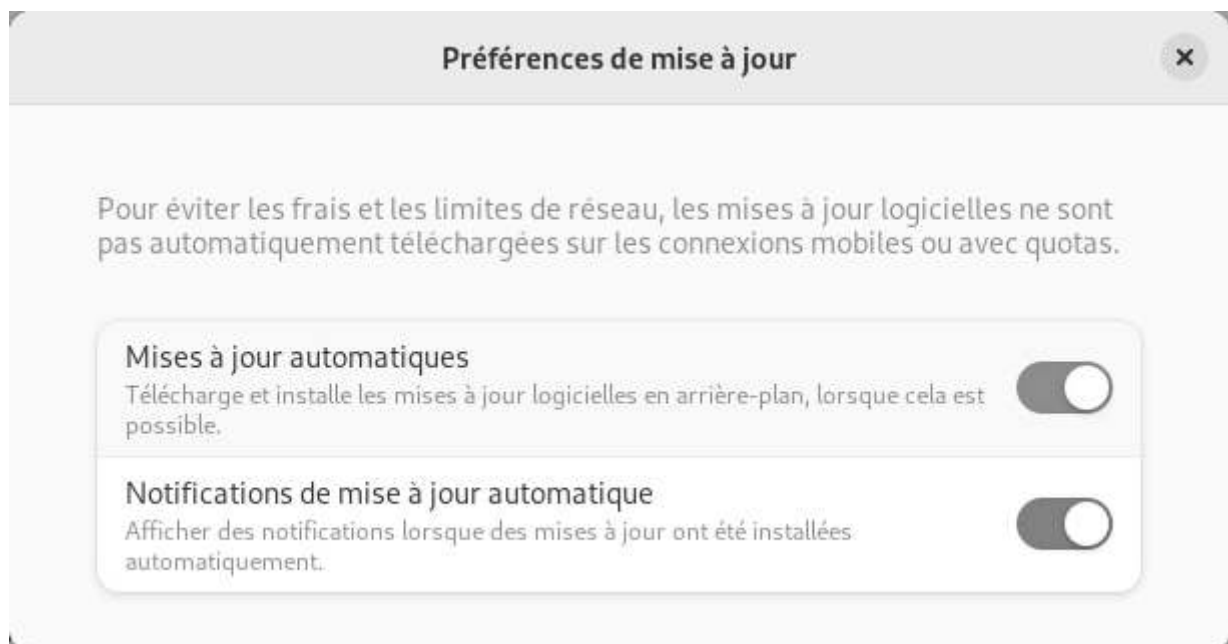 Préférences de mise à jour
Pour éviter les frais et les limites de réseau, les mises à jour logicielles ne sont
pas automatiquement téléchargées sur les connexions mobiles ou avec quotas.
Mises à jour automatiques
Télécharge et installe les mises à jour logicielles en arrière-plan, lorsque cela est
possible.
Notifications de mise à jour automatique
Afficher des notifications lorsque des mises à jour ont été installées
automatiquement.